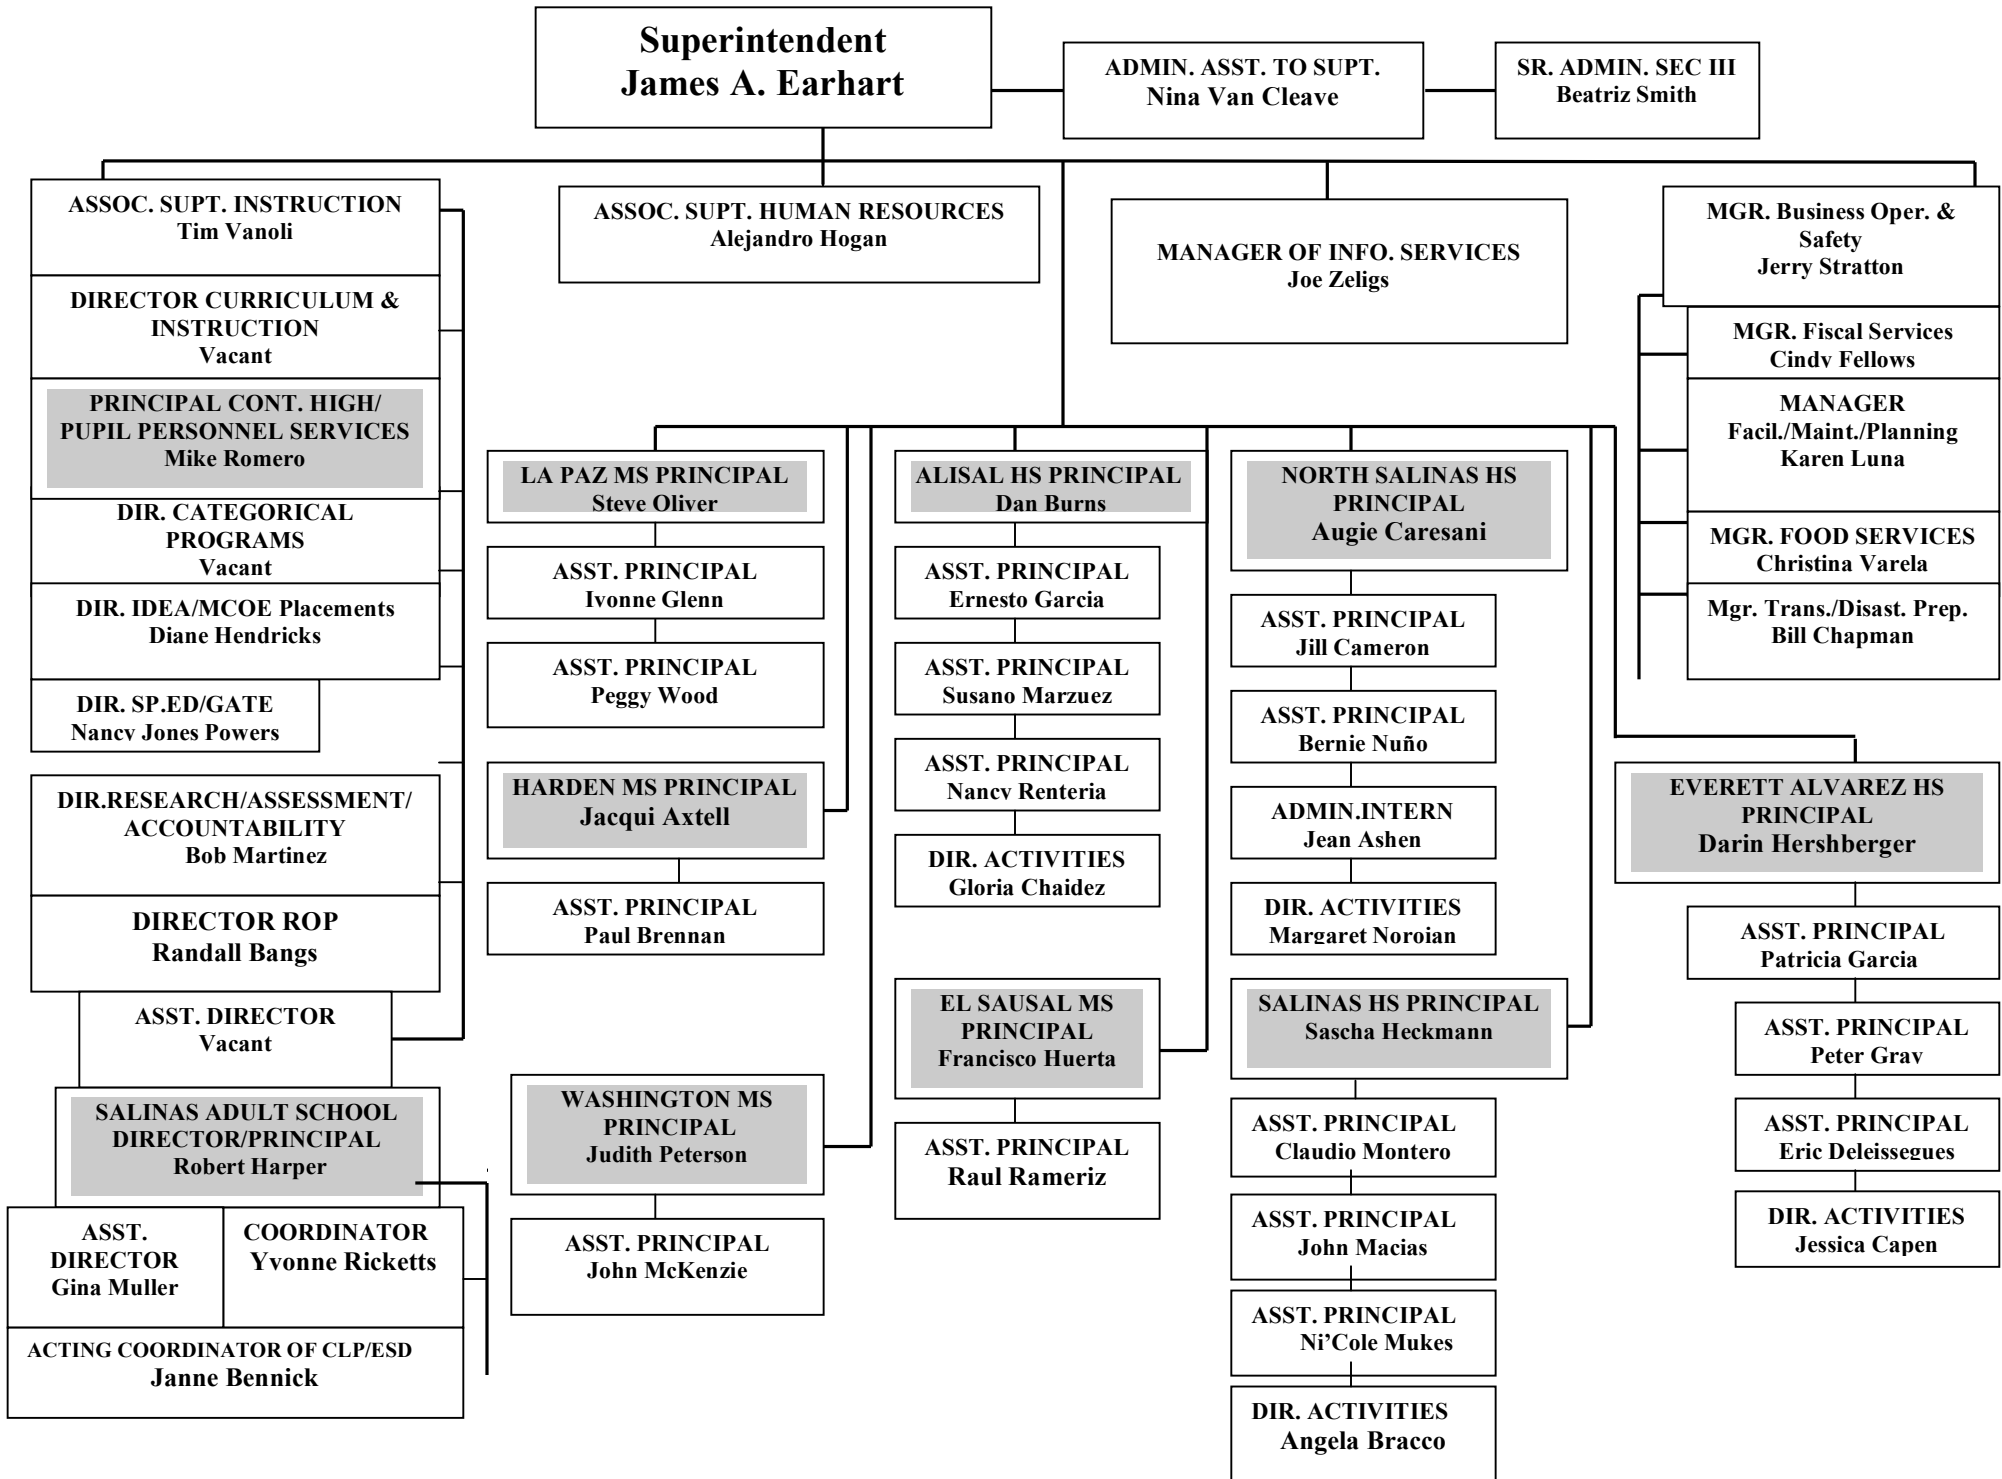 Superintendent
James A. Earhart
ADMIN. ASST. TO SUPT.
Nina Van Cleave
SR. ADMIN. SEC III
Beatriz Smith
ASSOC. SUPT. INSTRUCTION
Tim Vanoli
DIRECTOR CURRICULUM &
INSTRUCTION
Vacant
PRINCIPAL CONT. HIGH/
PUPIL PERSONNEL SERVICES
Mike Romero
DIR. CATEGORICAL
PROGRAMS
Vacant
DIR. IDEA/MCOE Placements
Diane Hendricks
DIR. SP.ED/GATE
Nancy Jones Powers
DIR.RESEARCH/ASSESSMENT/
ACCOUNTABILITY
Bob Martinez
DIRECTOR ROP
Randall Bangs
ASST. DIRECTOR
Vacant
SALINAS ADULT SCHOOL
DIRECTOR/PRINCIPAL
Robert Harper
ASST.
DIRECTOR
Gina Muller
COORDINATOR
Yvonne Ricketts
ACTING COORDINATOR OF CLP/ESD
Janne Bennick
ASSOC. SUPT. HUMAN RESOURCES
Alejandro Hogan
MANAGER OF INFO. SERVICES
Joe Zeligs
MGR. Business Oper. &
Safety
Jerry Stratton
MGR. Fiscal Services
Cindy Fellows
MANAGER
Facil./Maint./Planning
Karen Luna
MGR. FOOD SERVICES
Christina Varela
Mgr. Trans./Disast. Prep.
Bill Chapman
LA PAZ MS PRINCIPAL
Steve Oliver
ASST. PRINCIPAL
Ivonne Glenn
ASST. PRINCIPAL
Peggy Wood
HARDEN MS PRINCIPAL
Jacqui Axtell
ASST. PRINCIPAL
Paul Brennan
WASHINGTON MS
PRINCIPAL
Judith Peterson
ASST. PRINCIPAL
John McKenzie
ALISAL HS PRINCIPAL
Dan Burns
ASST. PRINCIPAL
Ernesto Garcia
ASST. PRINCIPAL
Susano Marzuez
ASST. PRINCIPAL
Nancy Renteria
DIR. ACTIVITIES
Gloria Chaidez
EL SAUSAL MS
PRINCIPAL
Francisco Huerta
ASST. PRINCIPAL
Raul Rameriz
NORTH SALINAS HS
PRINCIPAL
Augie Caresani
ASST. PRINCIPAL
Jill Cameron
ASST. PRINCIPAL
Bernie Nuño
ADMIN.INTERN
Jean Ashen
DIR. ACTIVITIES
Margaret Noroian
SALINAS HS PRINCIPAL
Sascha Heckmann
ASST. PRINCIPAL
Claudio Montero
ASST. PRINCIPAL
John Macias
ASST. PRINCIPAL
Ni’Cole Mukes
DIR. ACTIVITIES
Angela Bracco
EVERETT ALVAREZ HS
PRINCIPAL
Darin Hershberger
ASST. PRINCIPAL
Patricia Garcia
ASST. PRINCIPAL
Peter Gray
ASST. PRINCIPAL
Eric Deleissegues
DIR. ACTIVITIES
Jessica Capen